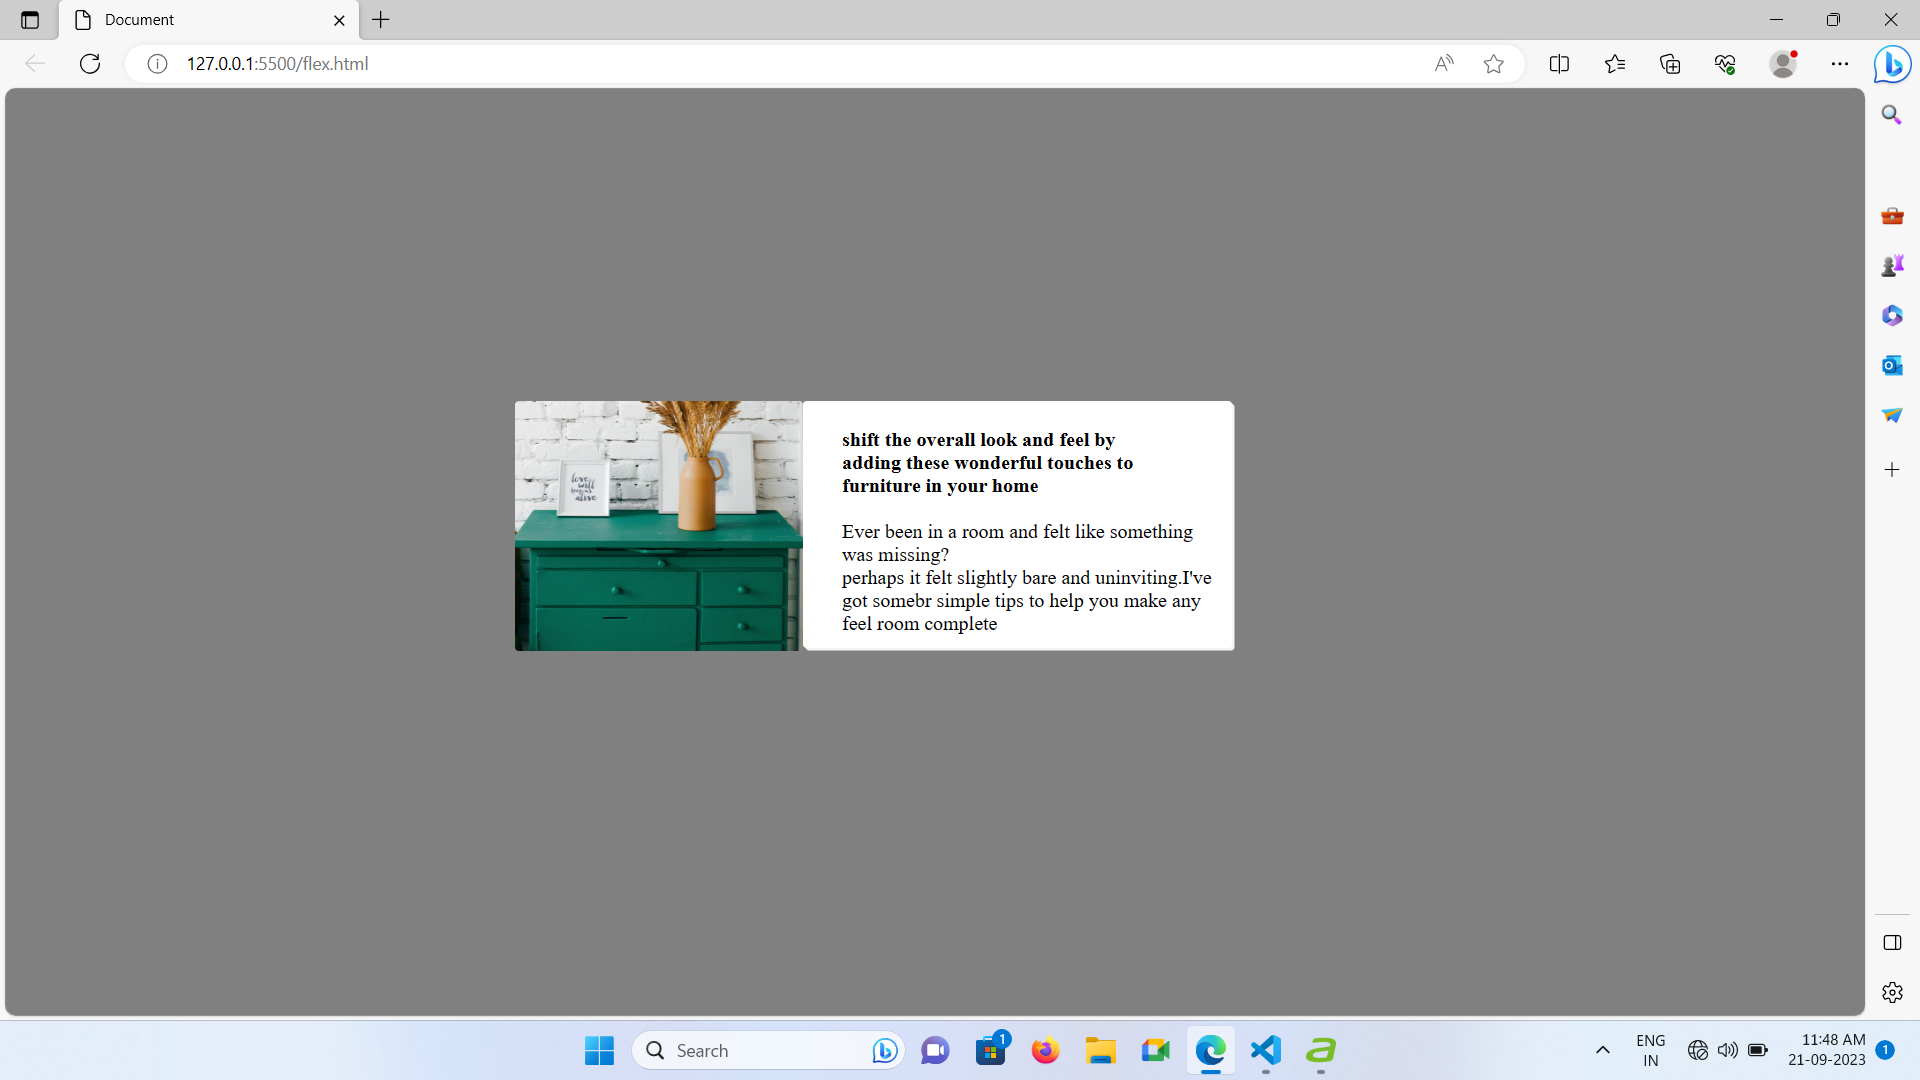 Document
127.0.0.1:5500/flex.html
shift the overall look and feel by
adding these wonderful touches to
furniture in your home
Ever been in a room and felt like something
was missing?
perhaps it felt slightly bare and uninviting.I've
got somebr simple tips to help you make any
feel room complete
love
will
keep us
alive
Search
1
ENG
IN
11:48 AM
21-09-2023
1